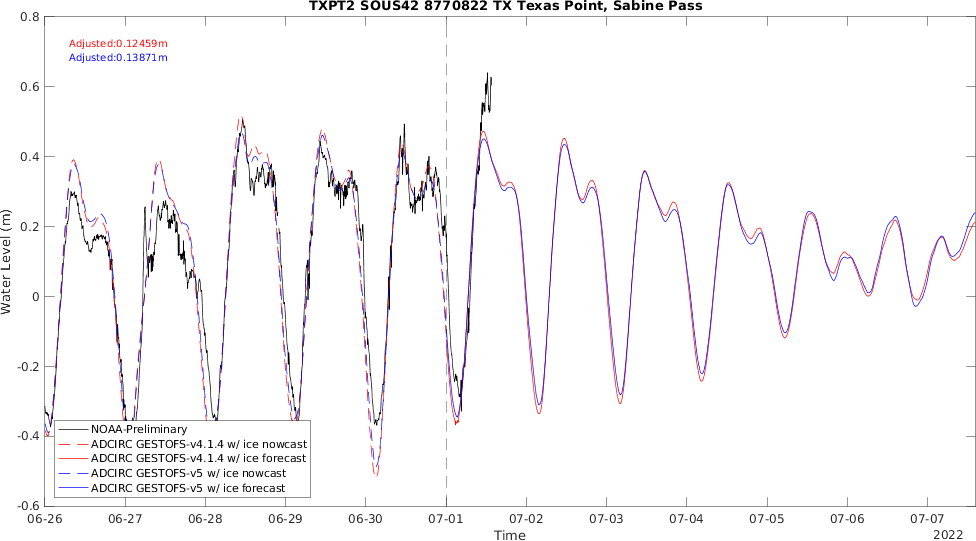 TXPT2 SOUS42 8770822 TX Texas Point, Sabine Pass
Adjusted:0.12459m
Adjusted:0.13871m
Water Level (m)
0.8
0.6
0.4
0.2
0
-0.2
-0.4
-0.6
NOAA-Preliminary
ADCIRC GESTOFS-v4.1.4 w/ ice nowcast
ADCIRC GESTOFS-v4.1.4 w/ ice forecast
ADCIRC GESTOFS-v5 w/ ice nowcast
ADCIRC GESTOFS-v5 w/ ice forecast
06-26 06-27 06-28 06-29 06-30 07-01 07-02 07-03 07-04 07-05 07-06 07-07
Time
2022